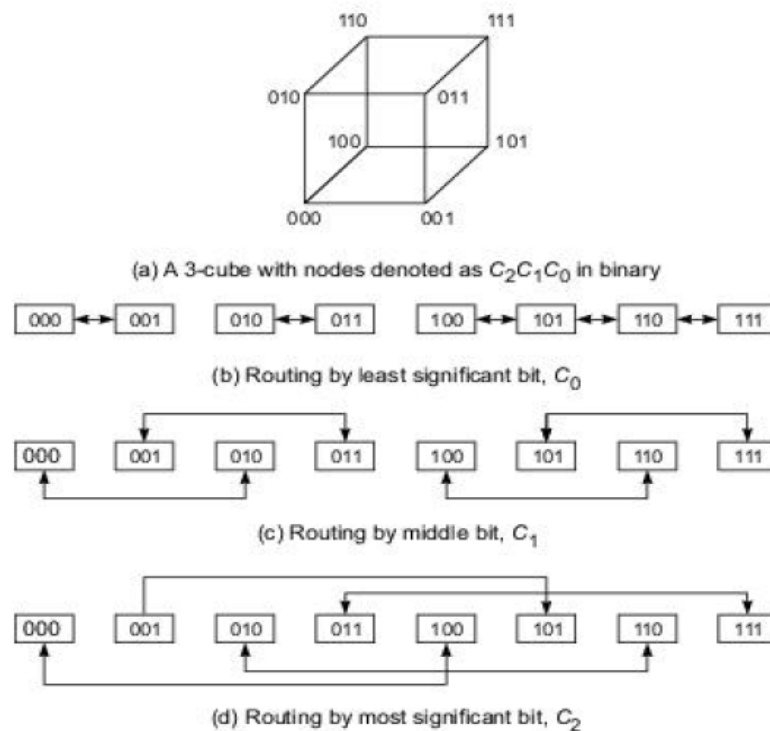 110 111
010 011
100 101
000 001
(a) A 3-cube with nodes denoted as C2C1C0 in binary
000 001 010 011 100 101 110 111
(b) Routing by least significant bit, C0
000 001 010 011 100 101 110 111
(c) Routing by middle bit, C1
000 001 010 011 100 101 110 111
(d) Routing by most significant bit, C2